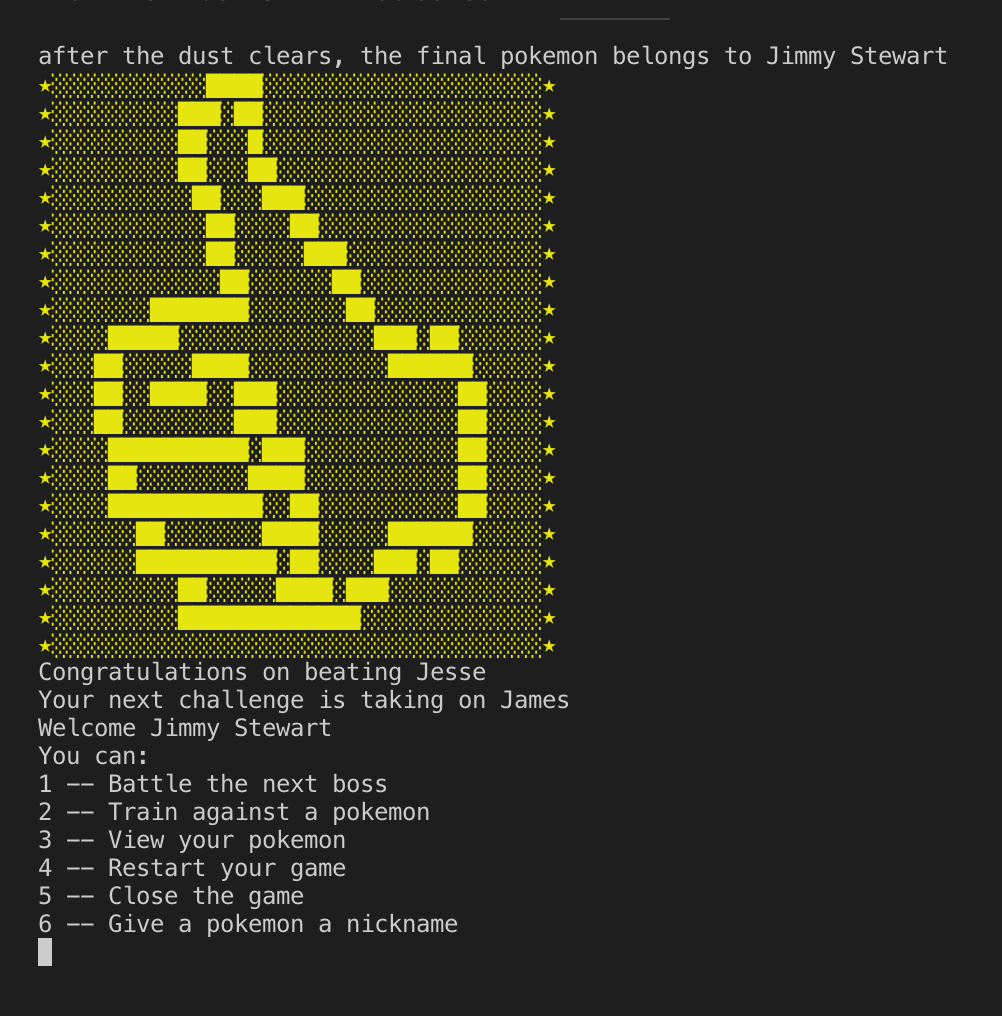 after the dust clears, the final pokemon belongs to Jimmy Stewart
Congratulations on beating Jesse
Your next challenge is taking on James
Welcome Jimmy Stewart
You can:
1 -- Battle the next boss
2 -- Train against a pokemon
3 -- View your pokemon
4 -- Restart your game
5 -- Close the game
6 -- Give a pokemon a nickname